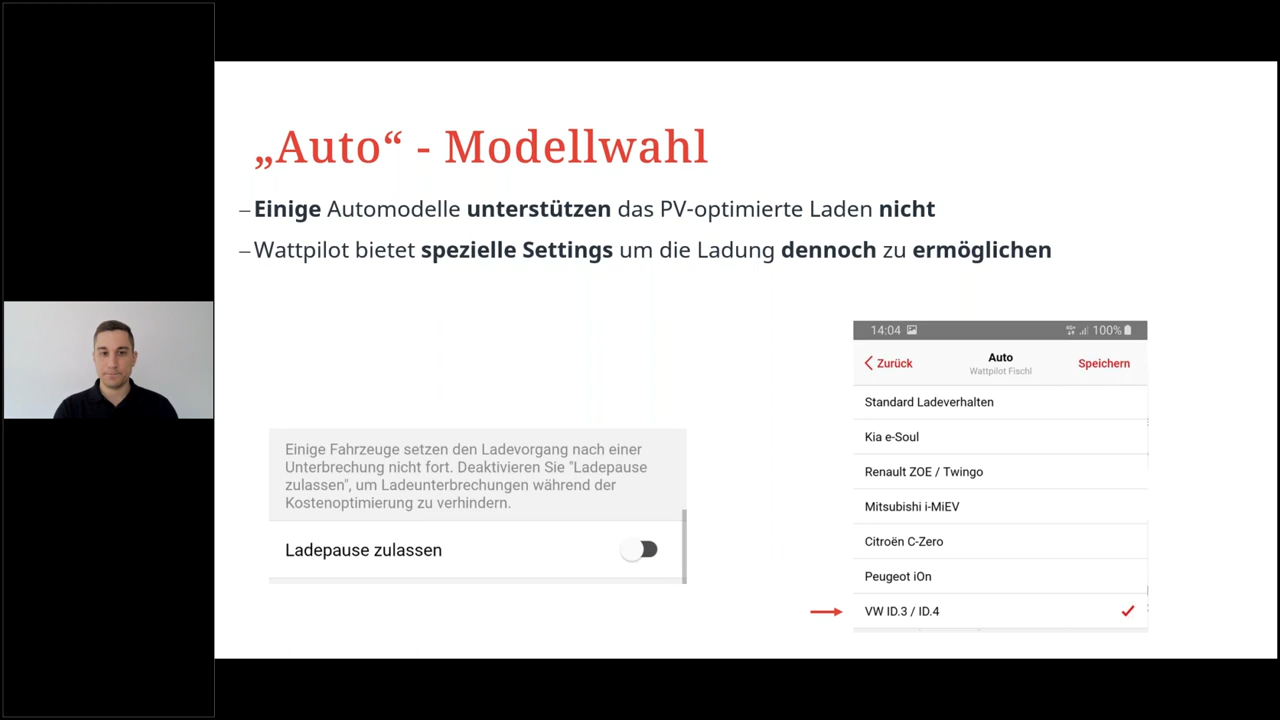 „Auto“ - Modellwahl
– Einige Automodelle unterstützen das PV-optimierte Laden nicht
– Wattpilot bietet spezielle Settings um die Ladung dennoch zu ermöglichen
Einige Fahrzeuge setzen den Ladevorgang nach einer
Unterbrechung nicht fort. Deaktivieren Sie "Ladepause
zulassen", um Ladeunterbrechungen während der
Kostenoptimierung zu verhindern.
Ladepause zulassen
14:04 100%
Zurück Auto Speichern
Wattpilot Fischl
Standard Ladeverhalten
Kia e-Soul
Renault ZOE / Twingo
Mitsubishi i-MiEV
Citroën C-Zero
Peugeot iOn
VW ID.3 / ID.4